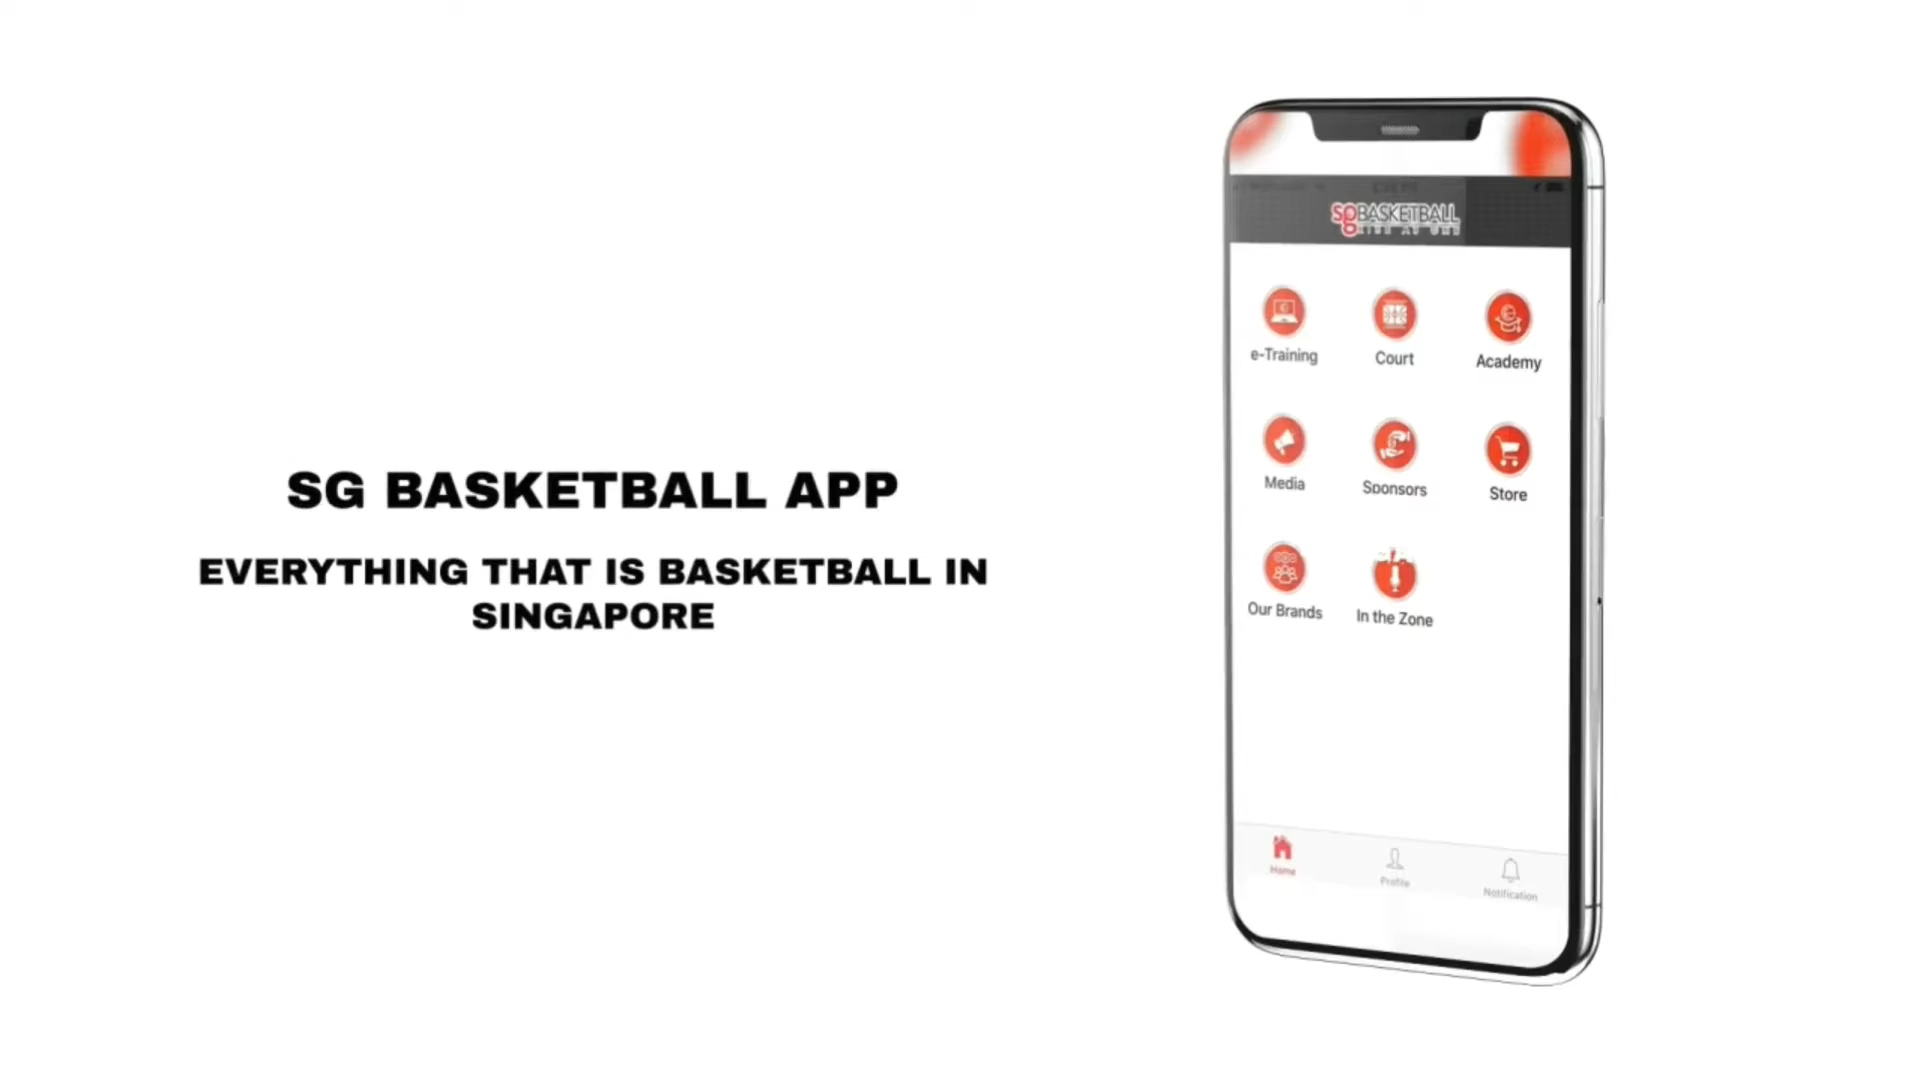 SG BASKETBALL APP
EVERYTHING THAT IS BASKETBALL IN
SINGAPORE
sgBASKETBALL
e-Training
Court
Academy
Media
Sponsors
Store
Our Brands
In the Zone
Home
Profile
Notification